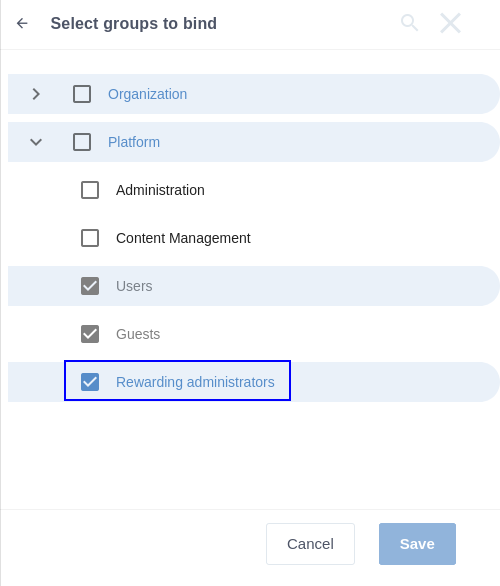 Select groups to bind
Organization
Platform
Administration
Content Management
Users
Guests
Rewarding administrators
Cancel
Save